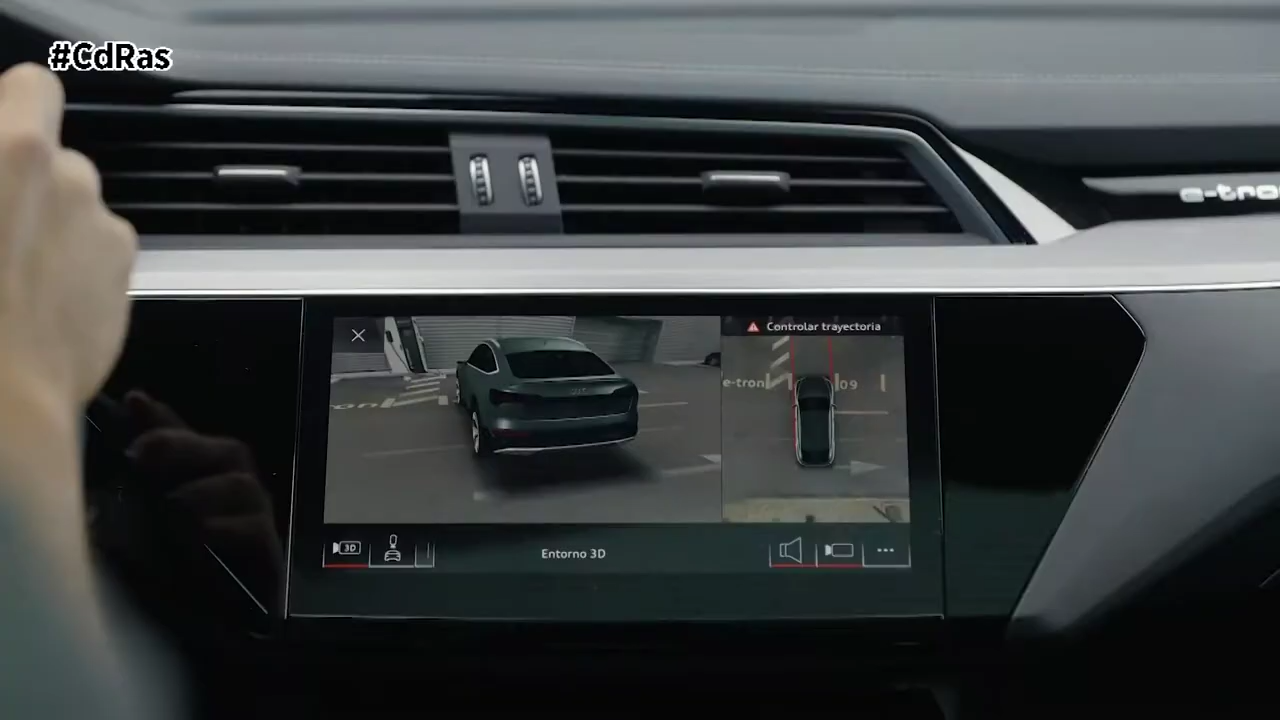 #CdRas
e-tron
Controlar trayectoria
e-tron
09
3D
Entorno 3D